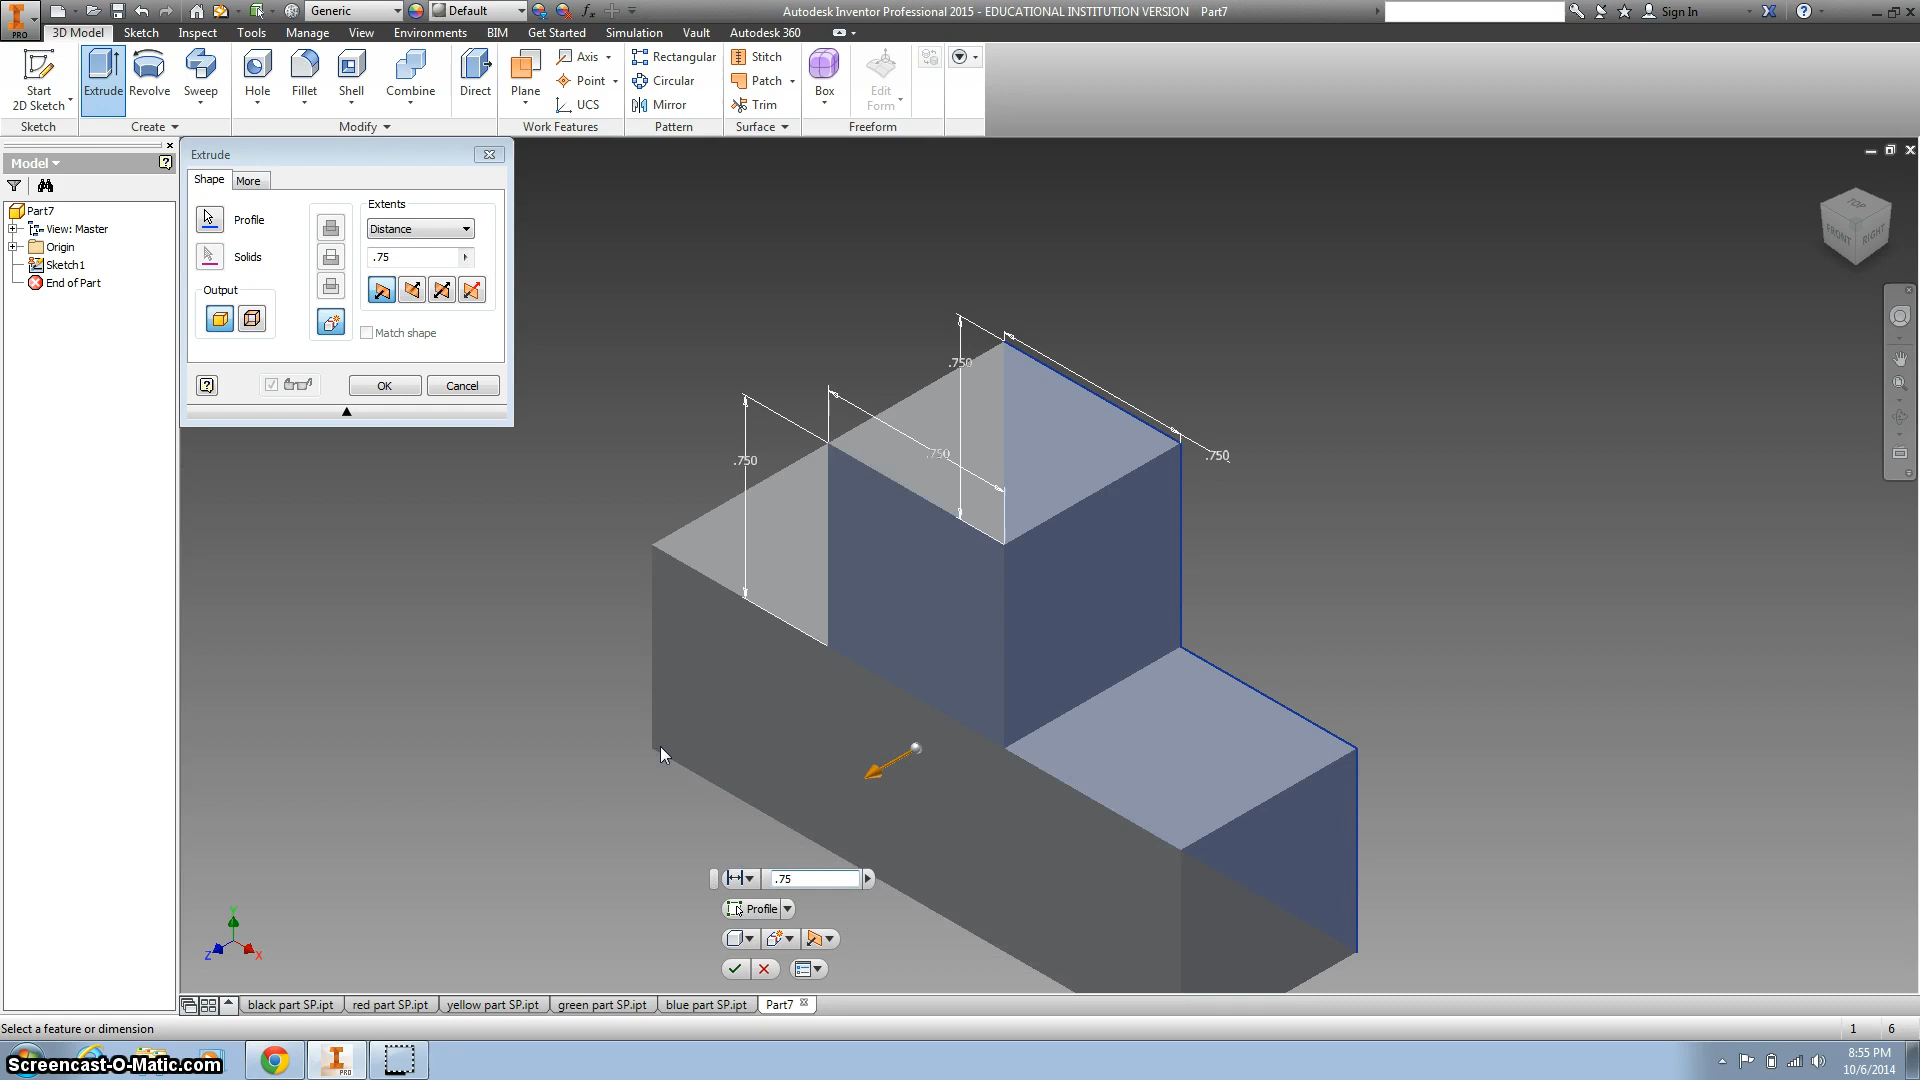 Generic
Default
Autodesk Inventor Professional 2015 - EDUCATIONAL INSTITUTION VERSION Part7
Sign In
PRO
3D Model Sketch Inspect Tools Manage View Environments BIM Get Started Simulation Vault Autodesk 360
Start
2D Sketch
Extrude
Revolve
Sweep
Hole
Fillet
Shell
Combine
Direct
Plane
Axis
Point
UCS
Rectangular
Circular
Mirror
Stitch
Patch
Trim
Box
Edit
Form
Sketch Create Modify Work Features Pattern Surface Freeform
Model
Part7
View: Master
Origin
Sketch1
End of Part
Extrude
Shape More
Profile
Solids
Output
Extents
Distance
.75
Match shape
OK Cancel
TOP
FRONT
RIGHT
.750
.750
.750
.750
.75
Profile
Y
Z
X
black part SP.ipt red part SP.ipt yellow part SP.ipt green part SP.ipt blue part SP.ipt Part7
Select a feature or dimension
1 6
Screencast-O-Matic.com
PRO
8:55 PM
10/6/2014